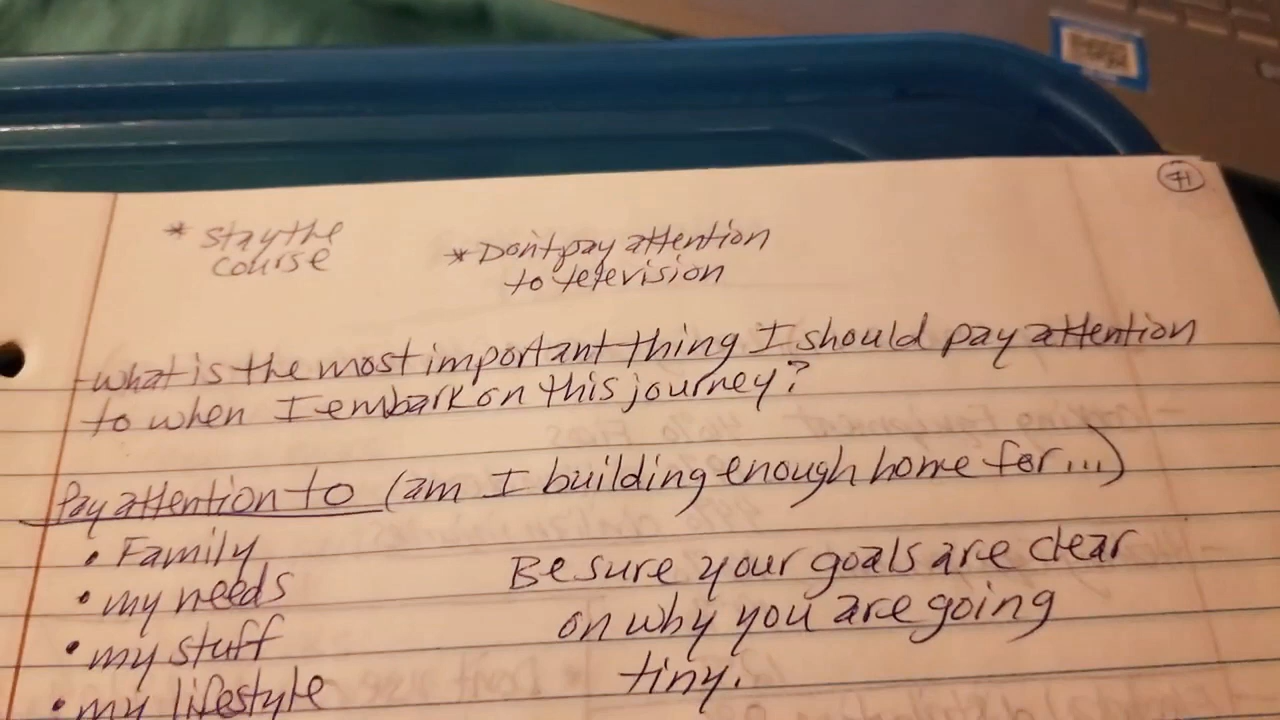 71
* Stay the
course
* Don't pay attention
to television
-what is the most important thing I should pay attention
to when I embark on this journey?
Pay attention to (am I building enough home for...)
• Family
• my needs
• my stuff
• my lifestyle
Be sure your goals are clear
on why you are going
tiny.